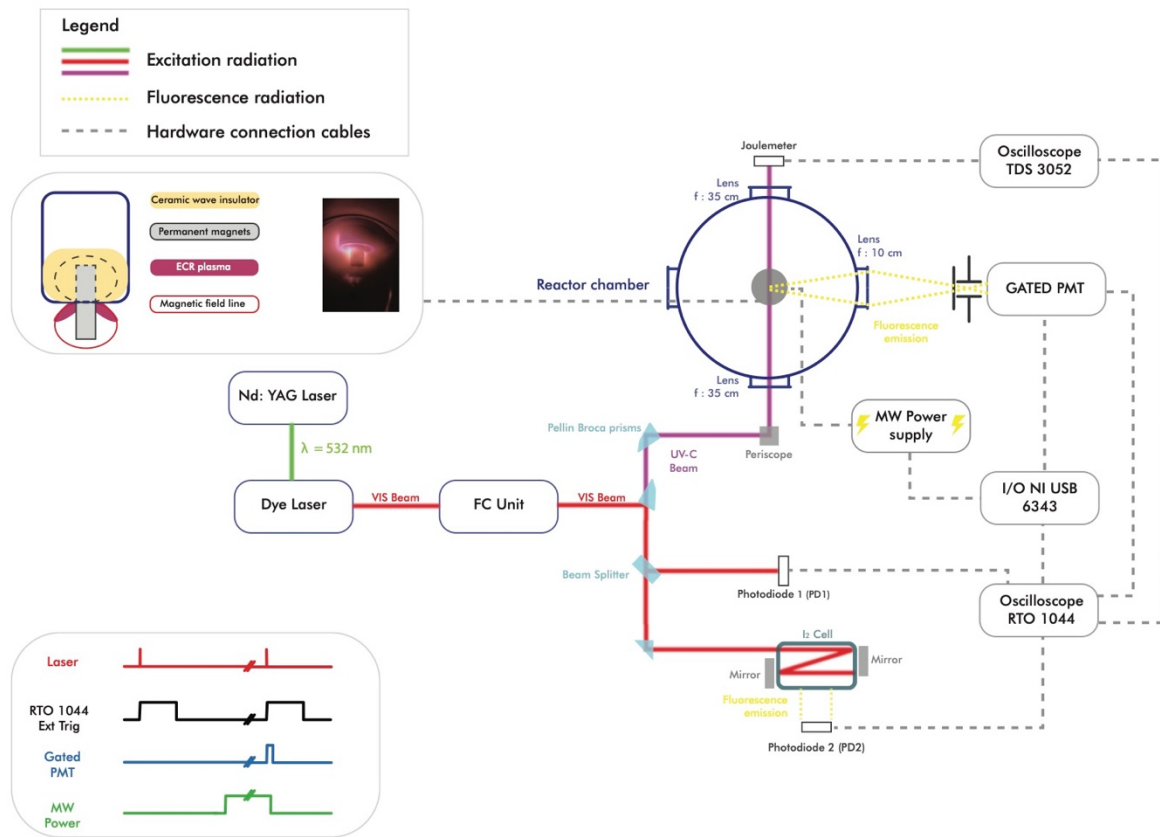 Legend
Excitation radiation
Fluorescence radiation
Hardware connection cables
Ceramic wave insulator
Permanent magnets
ECR plasma
Magnetic field line
Joulemeter
Oscilloscope
TDS 3052
Lens
f : 35 cm
Lens
f : 10 cm
Reactor chamber
GATED PMT
Fluorescence
emission
Lens
f : 35 cm
Nd: YAG Laser
λ = 532 nm
Pellin Broca prisms
UV-C
Beam
Periscope
MW Power
supply
Dye Laser
VIS Beam
FC Unit
VIS Beam
I/O NI USB
6343
Beam Splitter
Photodiode 1 (PD1)
Oscilloscope
RTO 1044
I₂ Cell
Mirror
Mirror
Fluorescence
emission
Photodiode 2 (PD2)
Laser
RTO 1044
Ext Trig
Gated
PMT
MW
Power